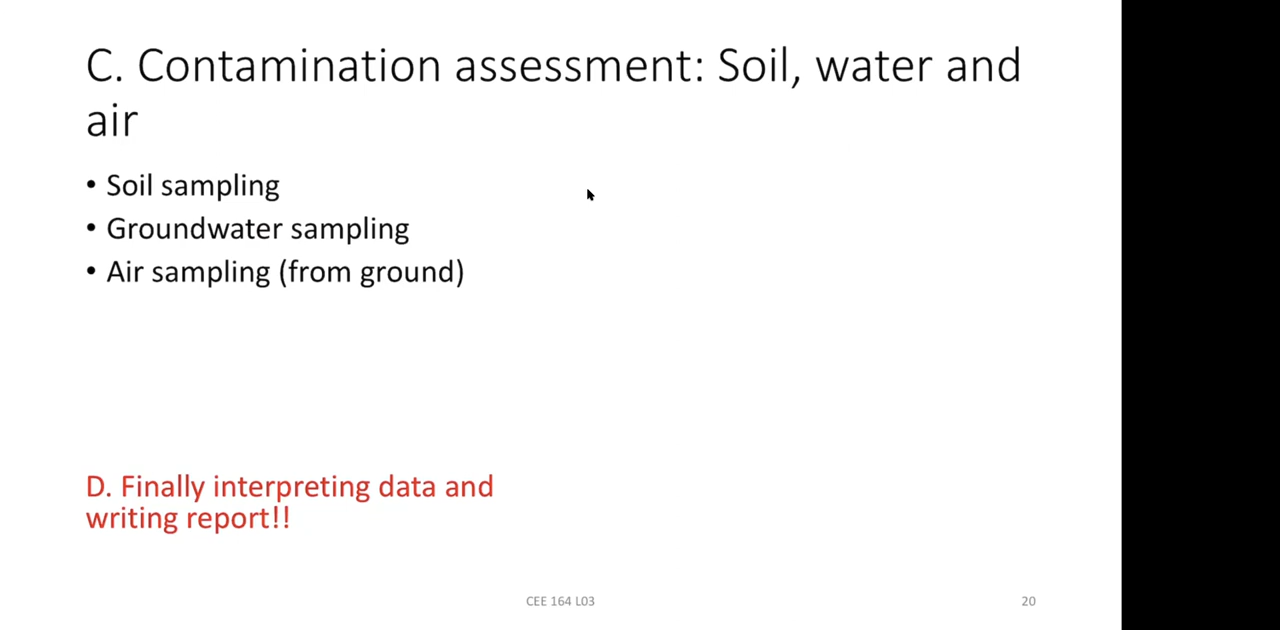 C. Contamination assessment: Soil, water and
air
• Soil sampling
• Groundwater sampling
• Air sampling (from ground)
D. Finally interpreting data and
writing report!!
CEE 164 L03
20